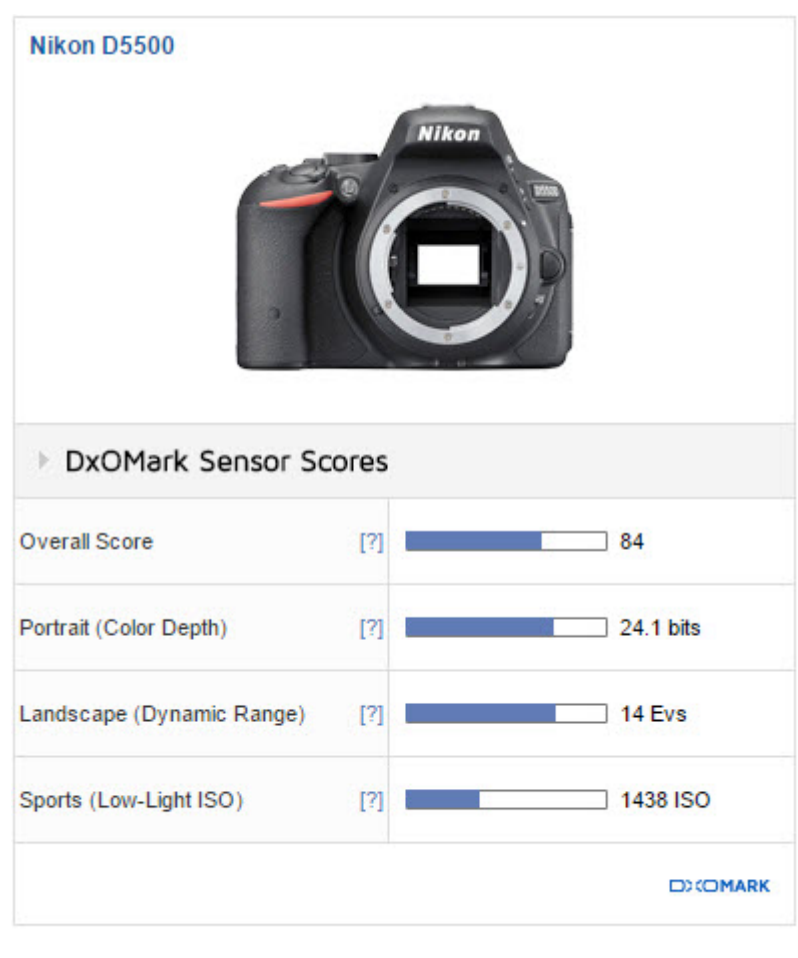 Nikon D5500
Nikon
D5500
DxOMark Sensor Scores
Overall Score [?] 84
Portrait (Color Depth) [?] 24.1 bits
Landscape (Dynamic Range) [?] 14 Evs
Sports (Low-Light ISO) [?] 1438 ISO
DXOMARK